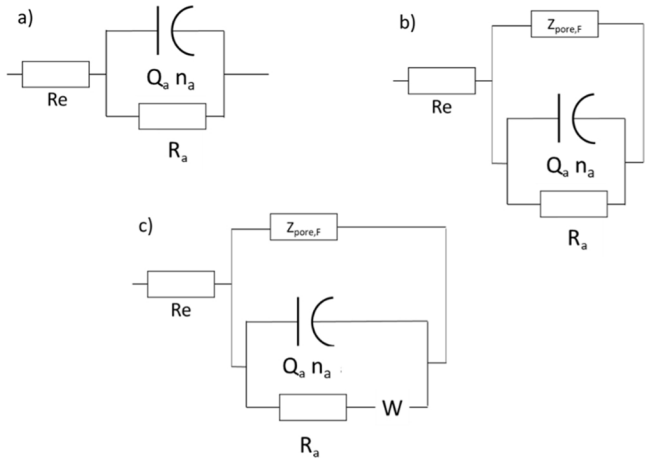 a)
Qₐ nₐ
Re
Rₐ
b)
Zpore,F
Re
Qₐ nₐ
Rₐ
c)
Zpore,F
Re
Qₐ nₐ
W
Rₐ